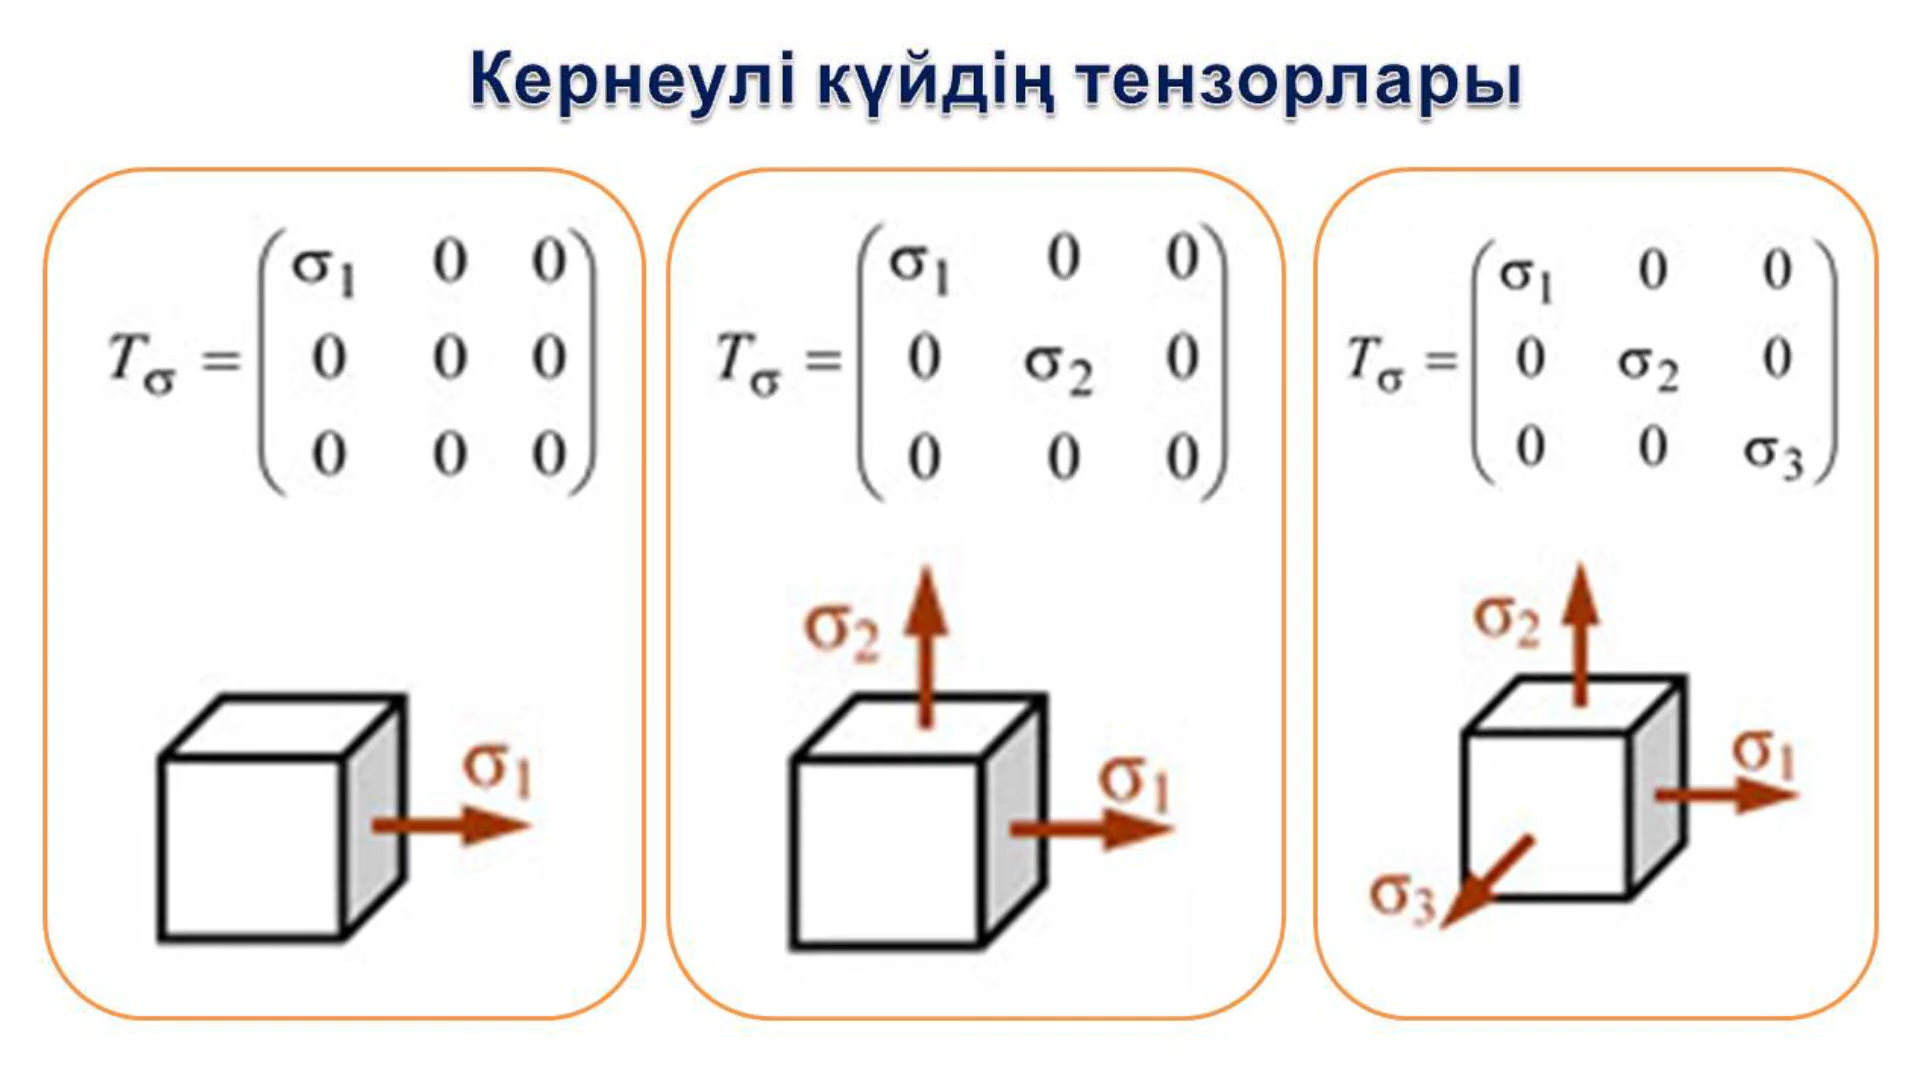 Кернеулі күйдің тензорлары
σ₁ 0 0
Tσ = 0 0 0
0 0 0
σ₁
σ₁ 0 0
Tσ = 0 σ₂ 0
0 0 0
σ₂
σ₁
σ₁ 0 0
Tσ = 0 σ₂ 0
0 0 σ₃
σ₂
σ₁
σ₃